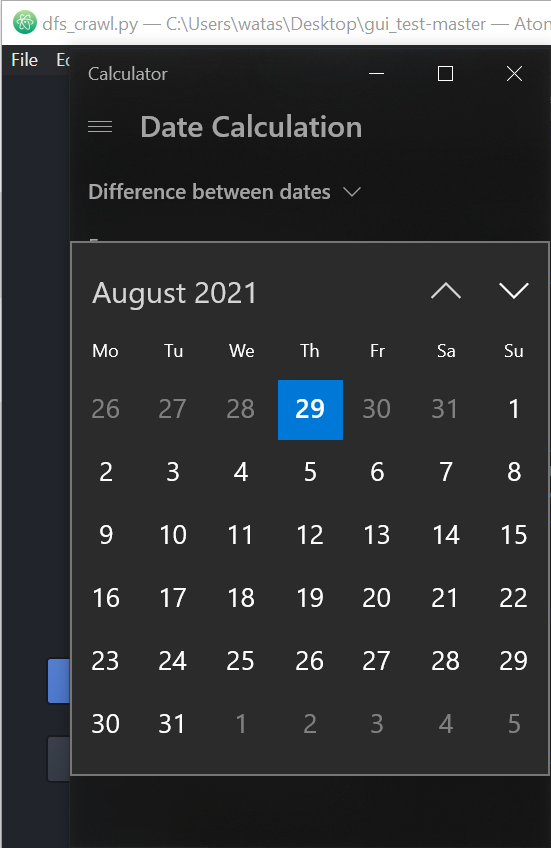 dfs_crawl.py — C:\Users\watas\Desktop\gui_test-master — Atom
File
Calculator
Date Calculation
Difference between dates
August 2021
Mo Tu We Th Fr Sa Su
26 27 28 29 30 31 1
2 3 4 5 6 7 8
9 10 11 12 13 14 15
16 17 18 19 20 21 22
23 24 25 26 27 28 29
30 31 1 2 3 4 5